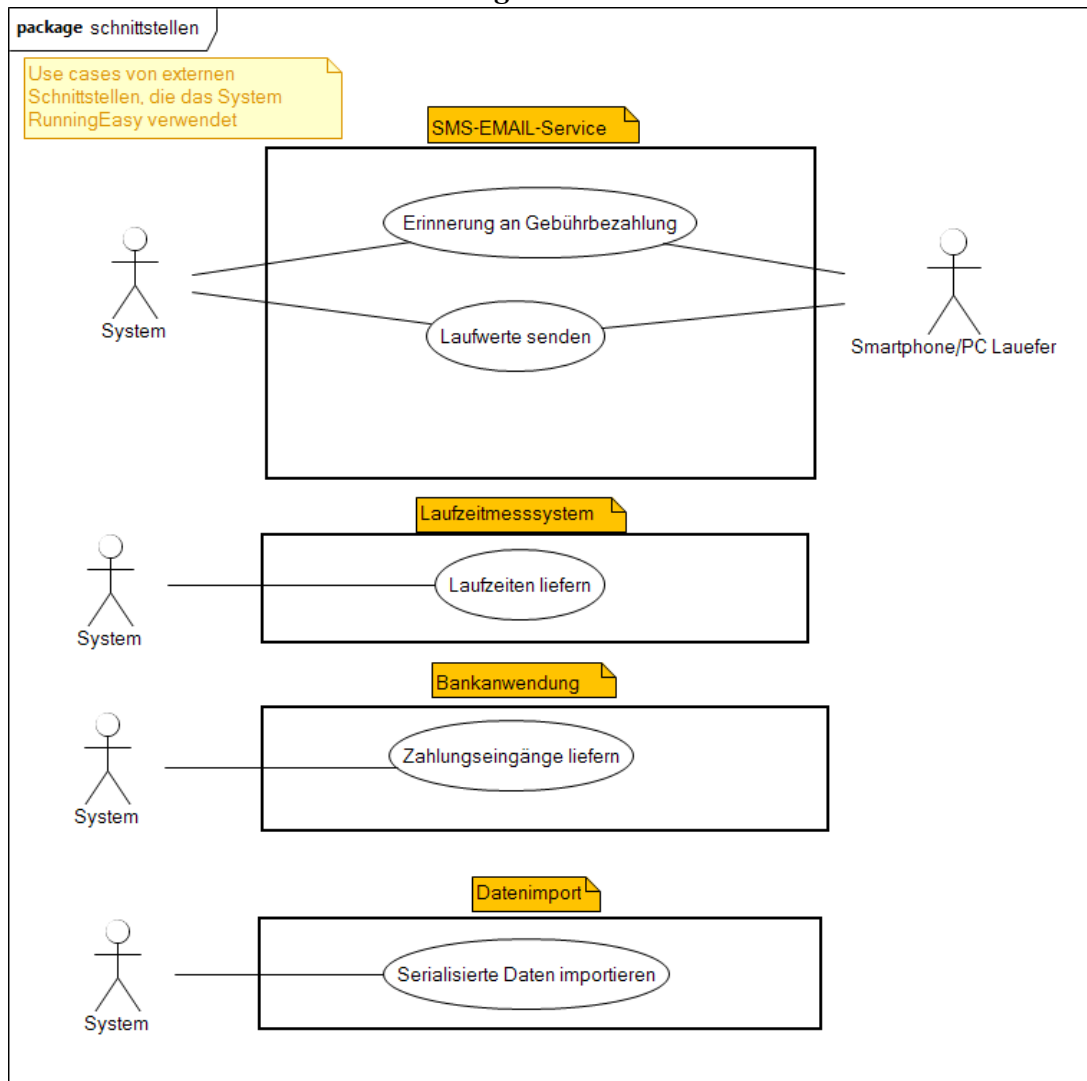 package schnittstellen
Use cases von externen
Schnittstellen, die das System
RunningEasy verwendet
SMS-EMAIL-Service
Erinnerung an Gebührbezahlung
System
Laufwerte senden
Smartphone/PC Lauefer
Laufzeitmesssystem
Laufzeiten liefern
System
Bankanwendung
Zahlungseingänge liefern
System
Datenimport
Serialisierte Daten importieren
System